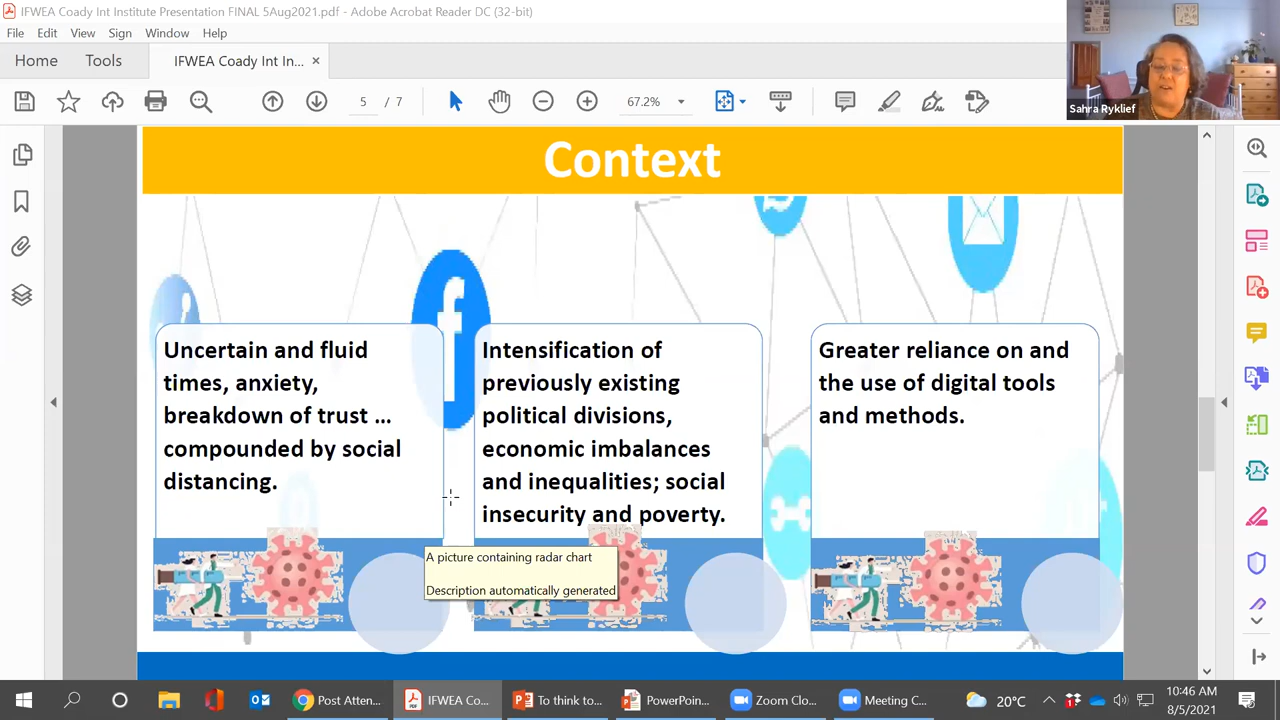 IFWEA Coady Int Institute Presentation FINAL 5Aug2021.pdf - Adobe Acrobat Reader DC (32-bit)
File Edit View Sign Window Help
Home Tools IFWEA Coady Int In... ×
5 / 7 67.2%
Sahra Ryklief
Context
Uncertain and fluid
times, anxiety,
breakdown of trust ...
compounded by social
distancing.
Intensification of
previously existing
political divisions,
economic imbalances
and inequalities; social
insecurity and poverty.
Greater reliance on and
the use of digital tools
and methods.
A picture containing radar chart
Description automatically generated
Post Atten... IFWEA Co... To think to... PowerPoin... Zoom Clo... Meeting C... 20°C
10:46 AM
8/5/2021